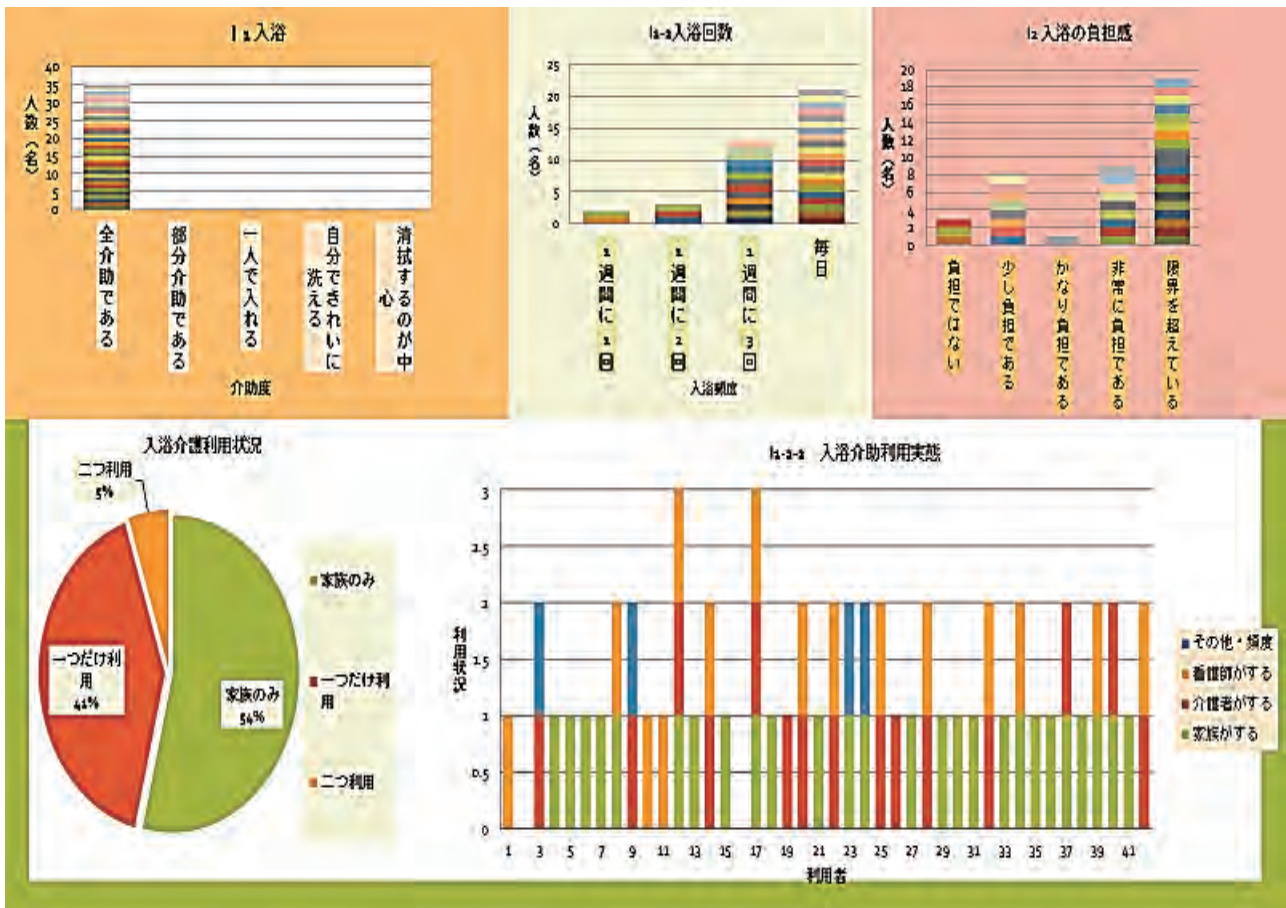 I 1 入浴
人数(名)
40
35
30
25
20
15
10
5
0
全介助である
部分介助である
一人で入れる
自分できれいに洗える
清拭するのが中心
介助度
I1-2入浴回数
人数(名)
25
20
15
10
5
0
1週間に1回
1週間に2回
1週間に3回
毎日
入浴頻度
I2 入浴の負担感
人数(名)
20
18
16
14
12
10
8
6
4
2
0
負担ではない
少し負担である
かなり負担である
非常に負担である
限界を超えている
入浴介護利用状況
二つ利用
5%
一つだけ利用
41%
家族のみ
54%
家族のみ
一つだけ利用
二つ利用
I1-2-2 入浴介助利用実態
利用状況
3
2.5
2
1.5
1
0.5
0
1 3 5 7 9 11 13 15 17 19 21 23 25 27 29 31 33 35 37 39 41
利用者
その他・頻度
看護師がする
介護者がする
家族がする